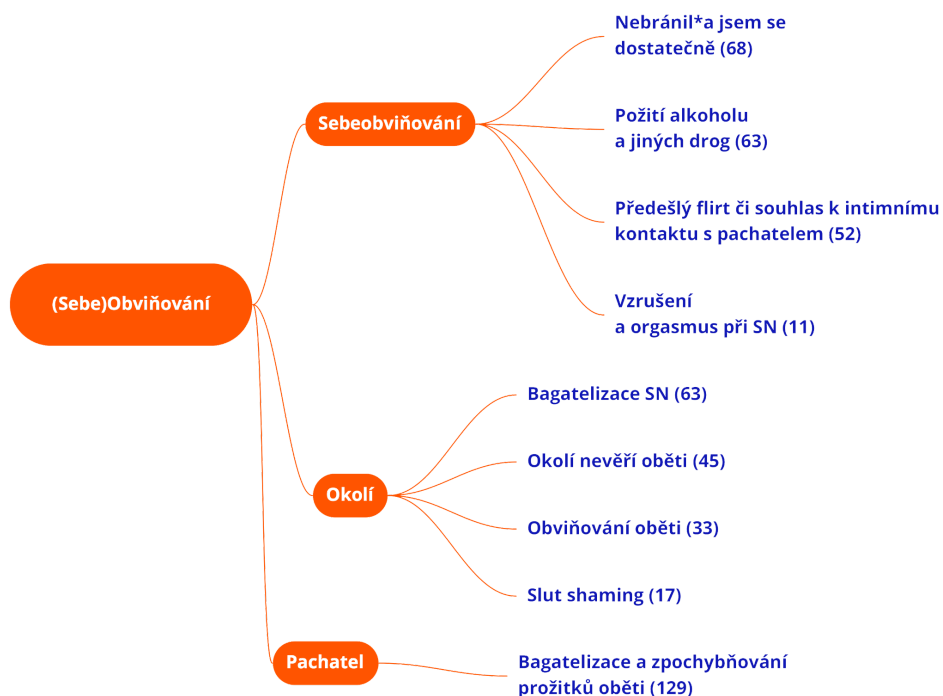 (Sebe)Obviňování
Sebeobviňování
Nebránil*a jsem se
dostatečně (68)
Požití alkoholu
a jiných drog (63)
Předešlý flirt či souhlas k intimnímu
kontaktu s pachatelem (52)
Vzrušení
a orgasmus při SN (11)
Okolí
Bagatelizace SN (63)
Okolí nevěří oběti (45)
Obviňování oběti (33)
Slut shaming (17)
Pachatel
Bagatelizace a zpochybňování
prožitků oběti (129)